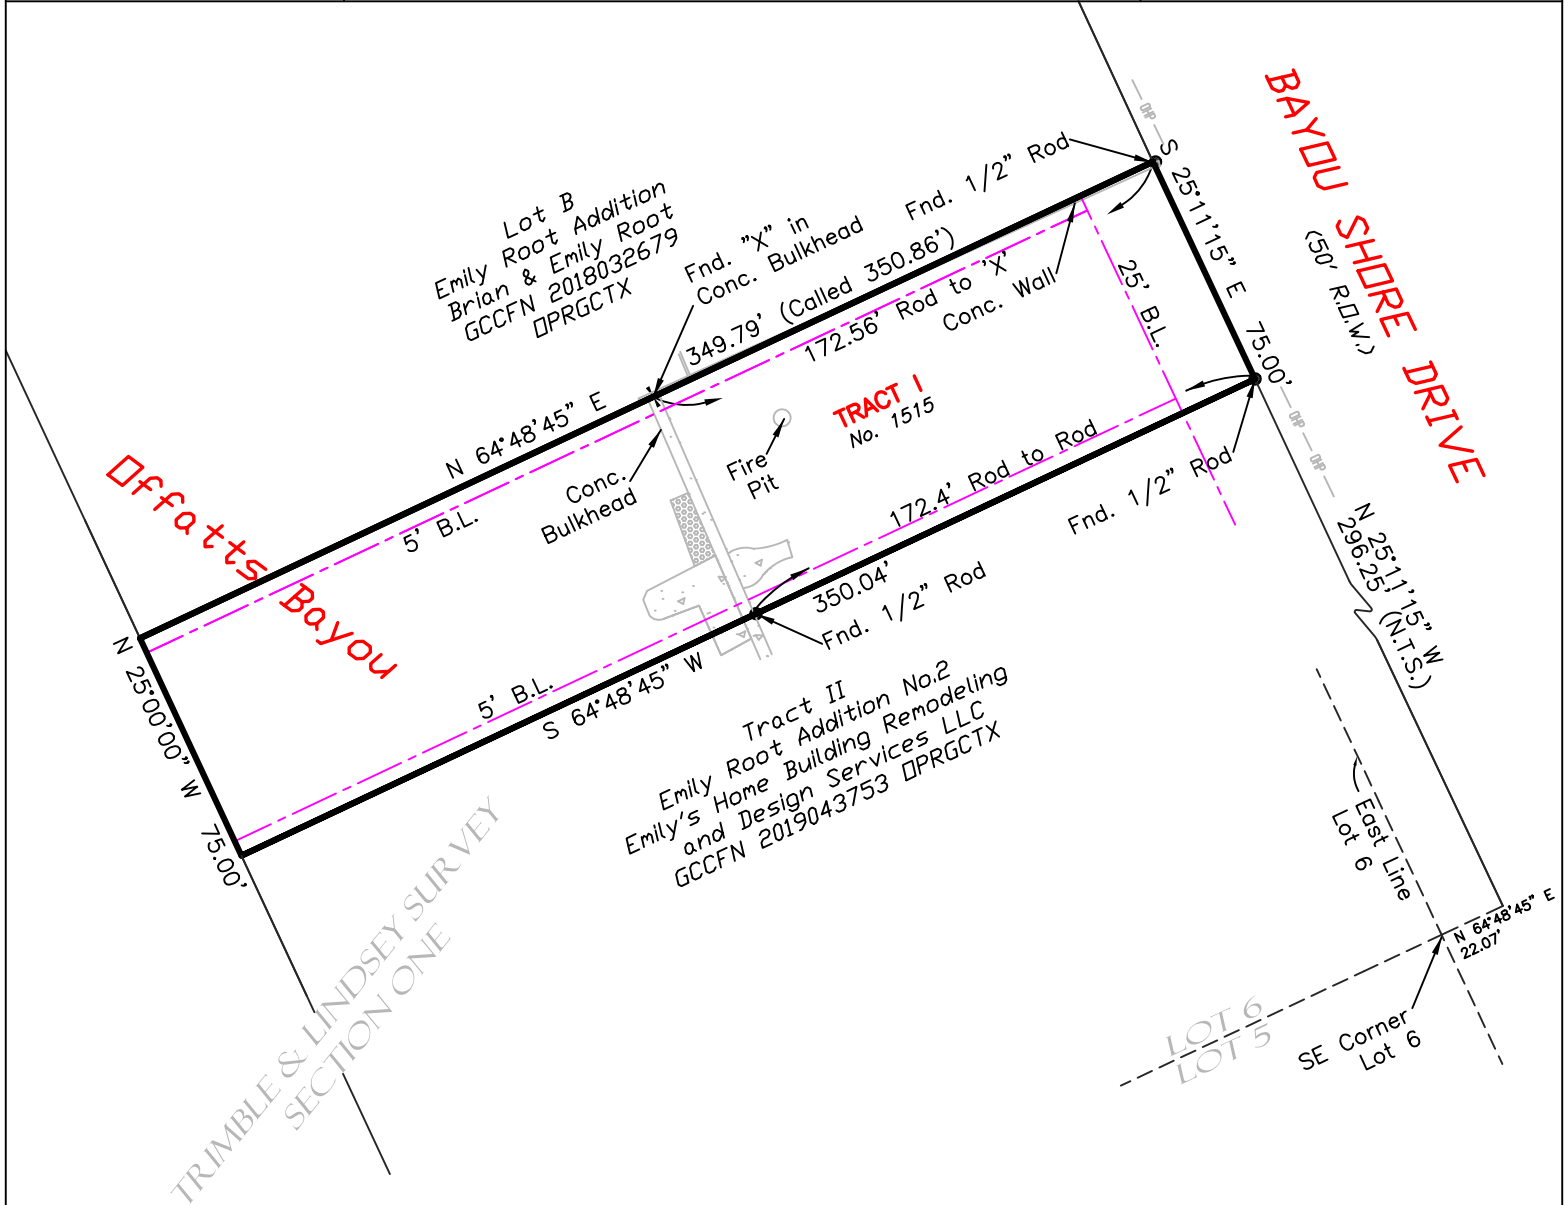 BAYOU SHORE DRIVE
(50' R.O.W.)
OHP
S 25°11'15" E 75.00'
Lot B
Emily Root Addition
Brian & Emily Root
GCCFN 2018032679
OPRGCTX
Fnd. "X" in
Conc. Bulkhead
Fnd. 1/2" Rod
349.79' (Called 350.86')
172.56' Rod to 'X'
Conc. Wall
25' B.L.
N 64°48'45" E
TRACT I
No. 1515
Fire
Pit
Conc.
Bulkhead
5' B.L.
Offatts Bayou
172.4' Rod to Rod
Fnd. 1/2" Rod
350.04'
Fnd. 1/2" Rod
OHP
OHP
N 25°11'15" W
296.25' (N.T.S.)
5' B.L.
S 64°48'45" W
N 25°00'00" W 75.00'
Tract II
Emily Root Addition No.2
Emily's Home Building Remodeling
and Design Services LLC
GCCFN 2019043753 OPRGCTX
East Line
Lot 6
N 64°48'45" E
22.07'
SE Corner
Lot 6
LOT 6
LOT 5
TRIMBLE & LINDSEY SURVEY
SECTION ONE